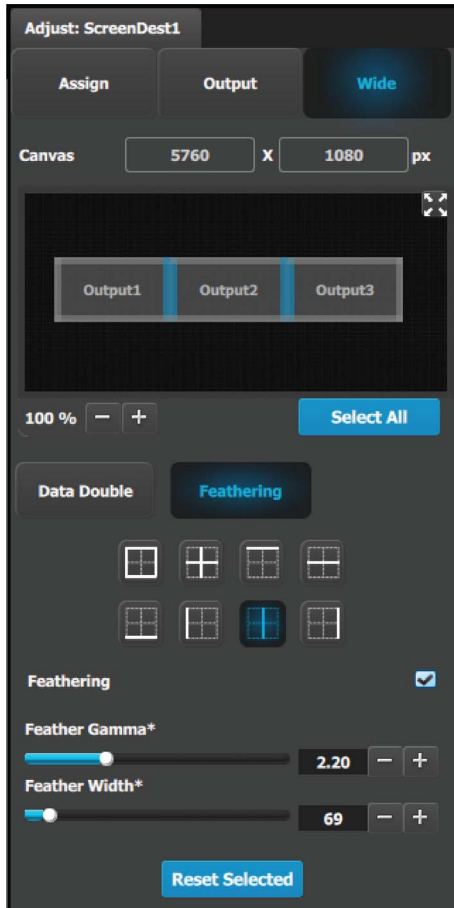 Adjust: ScreenDest1
Assign Output Wide
Canvas 5760 X 1080 px
Output1 Output2 Output3
100 % − + Select All
Data Double Feathering
Feathering
Feather Gamma*
2.20 − +
Feather Width*
69 − +
Reset Selected